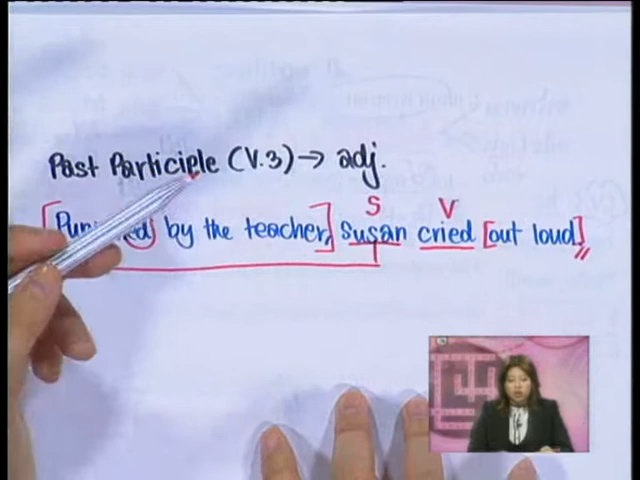 Past Participle (V.3) → adj.
S V
[ by the teacher,] Susan cried [out loud]